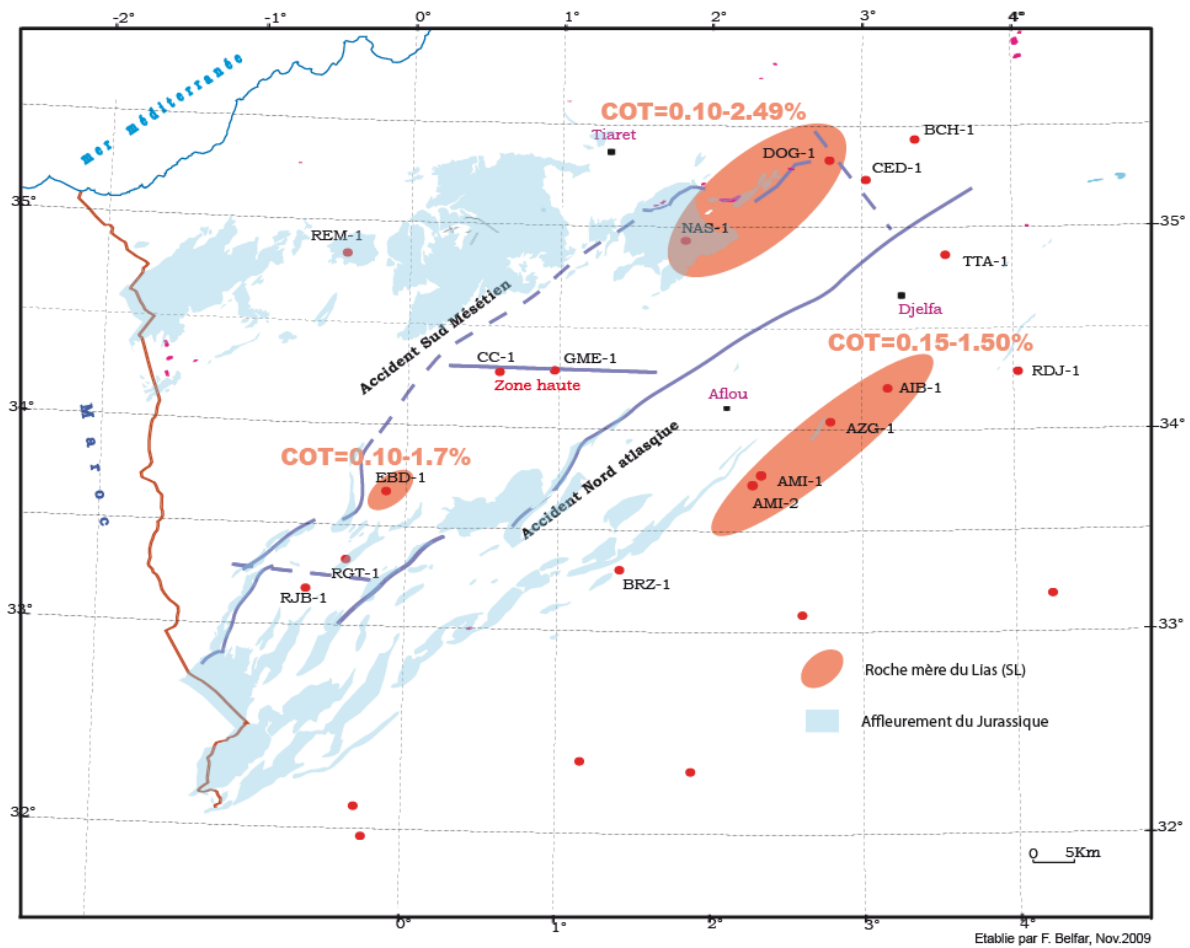 -2° -1° 0° 1° 2° 3° 4°
mer méditerranée
COT=0.10-2.49%
Tiaret
BCH-1
DOG-1
CED-1
35°
35°
REM-1
NAS-1
TTA-1
Djelfa
Accident Sud Mésétien
COT=0.15-1.50%
CC-1
GME-1
RDJ-1
Zone haute
AIB-1
Aflou
34°
34°
Maroc
AZG-1
COT=0.10-1.7%
EBD-1
Accident Nord atlasqiue
AMI-1
AMI-2
RGT-1
BRZ-1
RJB-1
33°
33°
Roche mère du Lias (SL)
Affleurement du Jurassique
32°
32°
0 5Km
0° 1° 2° 3° 4°
Etablie par F. Belfar, Nov.2009